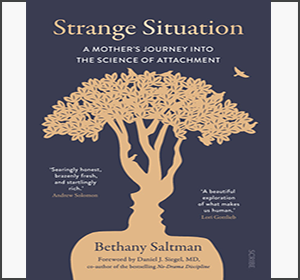 Strange Situation
A MOTHER'S JOURNEY INTO
THE SCIENCE OF ATTACHMENT
'Searingly honest,
brazenly fresh,
and startlingly
rich.'
Andrew Solomon
'A beautiful
exploration
of what makes
us human.'
Lori Gottlieb
Bethany Saltman
Foreword by Daniel J. Siegel, MD,
co-author of the bestselling No-Drama Discipline
SCRIBE